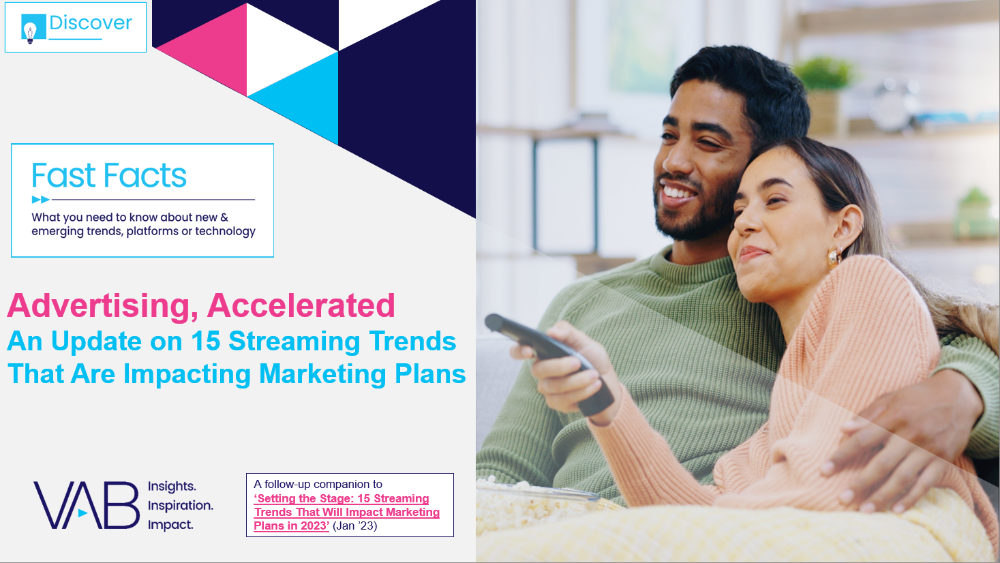 Discover
Fast Facts
What you need to know about new &
emerging trends, platforms or technology
Advertising, Accelerated
An Update on 15 Streaming Trends
That Are Impacting Marketing Plans
VAB
Insights.
Inspiration.
Impact.
A follow-up companion to
‘Setting the Stage: 15 Streaming
Trends That Will Impact Marketing
Plans in 2023’ (Jan ’23)